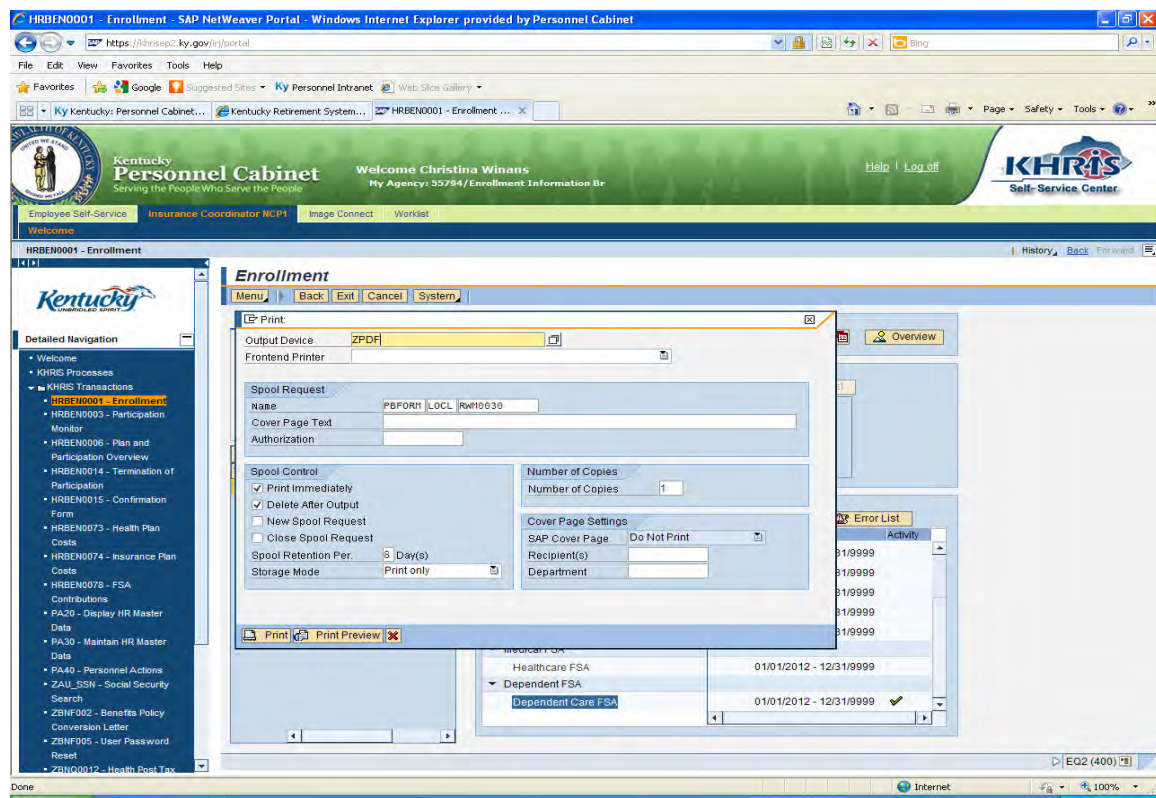 HRBEN0001 - Enrollment - SAP NetWeaver Portal - Windows Internet Explorer provided by Personnel Cabinet
https://khrisep2.ky.gov/irj/portal
Bing
File Edit View Favorites Tools Help
Favorites Google Suggested Sites Ky Personnel Intranet Web Slice Gallery
Ky Kentucky: Personnel Cabinet... Kentucky Retirement System... HRBEN0001 - Enrollment ... X
Page Safety Tools »
Kentucky
Personnel Cabinet
Serving the People Who Serve the People
Welcome Christina Winans
My Agency: 55794/Enrollment Information Br
Help | Log off
KHRIS
Self-Service Center
Employee Self-Service Insurance Coordinator NCP1 Image Connect Worklist
Welcome
HRBEN0001 - Enrollment
History Back Forward
Kentucky
UNBRIDLED SPIRIT
Detailed Navigation
• Welcome
• KHRIS Processes
KHRIS Transactions
• HRBEN0001 - Enrollment
• HRBEN0003 - Participation
Monitor
• HRBEN0006 - Plan and
Participation Overview
• HRBEN0014 - Termination of
Participation
• HRBEN0015 - Confirmation
Form
• HRBEN0073 - Health Plan
Costs
• HRBEN0074 - Insurance Plan
Costs
• HRBEN0078 - FSA
Contributions
• PA20 - Display HR Master
Data
• PA30 - Maintain HR Master
Data
• PA40 - Personnel Actions
• ZAU_SSN - Social Security
Search
• ZBNF002 - Benefits Policy
Conversion Letter
• ZBNF005 - User Password
Reset
• ZBNQ0012 - Health Post Tax
Enrollment
Menu Back Exit Cancel System
Print:
Output Device ZPDF
Frontend Printer
Spool Request
Name PBFORM LOCL RWM0030
Cover Page Text
Authorization
Spool Control
Print Immediately
Delete After Output
New Spool Request
Close Spool Request
Spool Retention Per. 8 Day(s)
Storage Mode Print only
Number of Copies
Number of Copies 1
Cover Page Settings
SAP Cover Page Do Not Print
Recipient(s)
Department
Print Print Preview
Overview
Error List
Activity
31/9999
31/9999
31/9999
31/9999
31/9999
Medical FSA
Healthcare FSA 01/01/2012 - 12/31/9999
Dependent FSA
Dependent Care FSA 01/01/2012 - 12/31/9999
EQ2 (400)
Done
Internet
100%